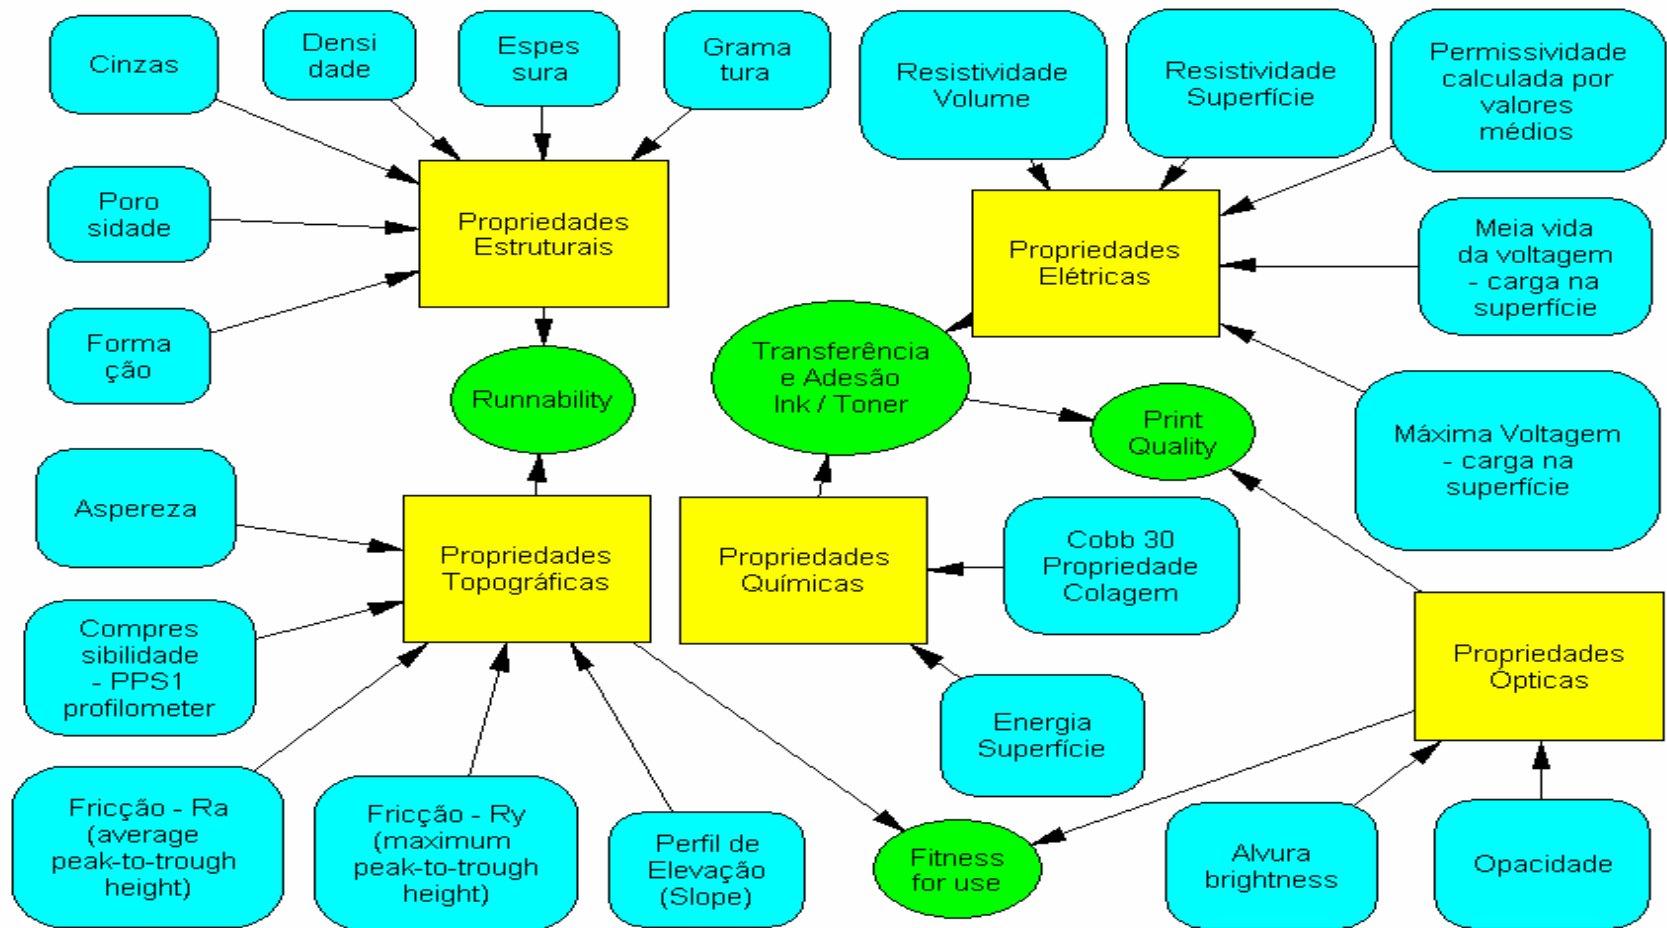 Cinzas
Densi
dade
Espes
sura
Grama
tura
Resistividade
Volume
Resistividade
Superfície
Permissividade
calculada por
valores
médios
Poro
sidade
Propriedades
Estruturais
Propriedades
Elétricas
Meia vida
da voltagem
- carga na
superfície
Forma
ção
Runnability
Transferência
e Adesão
Ink / Toner
Print
Quality
Máxima Voltagem
- carga na
superfície
Aspereza
Propriedades
Topográficas
Propriedades
Químicas
Cobb 30
Propriedade
Colagem
Compres
sibilidade
- PPS1
profilometer
Energia
Superfície
Propriedades
Ópticas
Fricção - Ra
(average
peak-to-trough
height)
Fricção - Ry
(maximum
peak-to-trough
height)
Perfil de
Elevação
(Slope)
Fitness
for use
Alvura
brightness
Opacidade